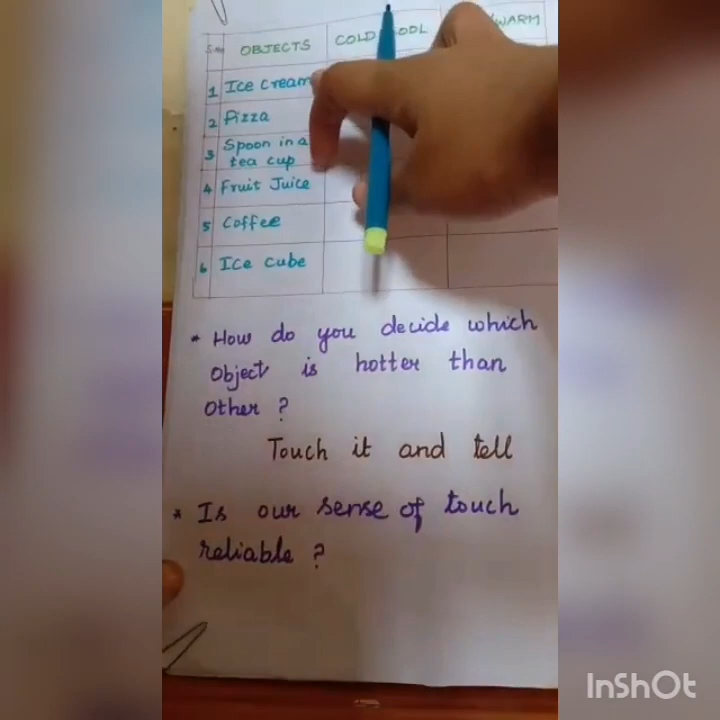 S.No OBJECTS COLD WARM
1 Ice cream
2 Pizza
3 Spoon in a
tea cup
4 Fruit Juice
5 Coffee
6 Ice cube
* How do you decide which
object is hotter than
other ?
Touch it and tell
* Is our sense of touch
reliable ?
InShOt